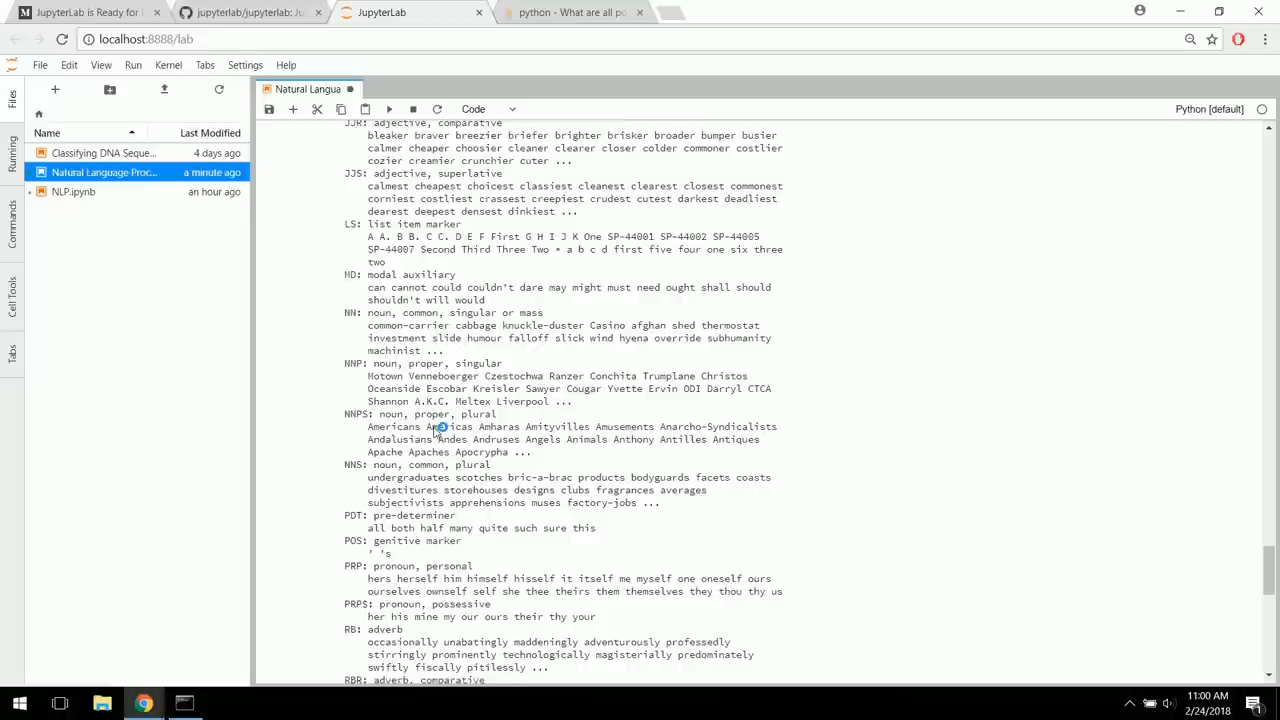 JupyterLab is Ready for
jupyterlab/jupyterlab: Ju
JupyterLab
python - What are all po
localhost:8888/lab
File Edit View Run Kernel Tabs Settings Help
Files
Running
Commands
Cell Tools
Tabs
Name Last Modified
Classifying DNA Seque... 4 days ago
Natural Language Proc... a minute ago
NLP.ipynb an hour ago
Natural Langua
Code
Python [default]
JJR: adjective, comparative
bleaker braver breezier briefer brighter brisker broader bumper busier
calmer cheaper choosier cleaner clearer closer colder commoner costlier
cozier creamier crunchier cuter ...
JJS: adjective, superlative
calmest cheapest choicest classiest cleanest clearest closest commonest
corniest costliest crassest creepiest crudest cutest darkest deadliest
dearest deepest densest dinkiest ...
LS: list item marker
A A. B B. C C. D E F First G H I J K One SP-44001 SP-44002 SP-44005
SP-44007 Second Third Three Two * a b c d first five four one six three
two
MD: modal auxiliary
can cannot could couldn't dare may might must need ought shall should
shouldn't will would
NN: noun, common, singular or mass
common-carrier cabbage knuckle-duster Casino afghan shed thermostat
investment slide humour falloff slick wind hyena override subhumanity
machinist ...
NNP: noun, proper, singular
Motown Venneboerger Czestochwa Ranzer Conchita Trumplane Christos
Oceanside Escobar Kreisler Sawyer Cougar Yvette Ervin ODI Darryl CTCA
Shannon A.K.C. Meltex Liverpool ...
NNPS: noun, proper, plural
Americans Americas Amharas Amityvilles Amusements Anarcho-Syndicalists
Andalusians Andes Andruses Angels Animals Anthony Antilles Antiques
Apache Apaches Apocrypha ...
NNS: noun, common, plural
undergraduates scotches bric-a-brac products bodyguards facets coasts
divestitures storehouses designs clubs fragrances averages
subjectivists apprehensions muses factory-jobs ...
PDT: pre-determiner
all both half many quite such sure this
POS: genitive marker
' 's
PRP: pronoun, personal
hers herself him himself hisself it itself me myself one oneself ours
ourselves ownself self she thee theirs them themselves they thou thy us
PRP$: pronoun, possessive
her his mine my our ours their thy your
RB: adverb
occasionally unabatingly maddeningly adventurously professedly
stirringly prominently technologically magisterially predominately
swiftly fiscally pitilessly ...
RBR: adverb, comparative
11:00 AM
2/24/2018